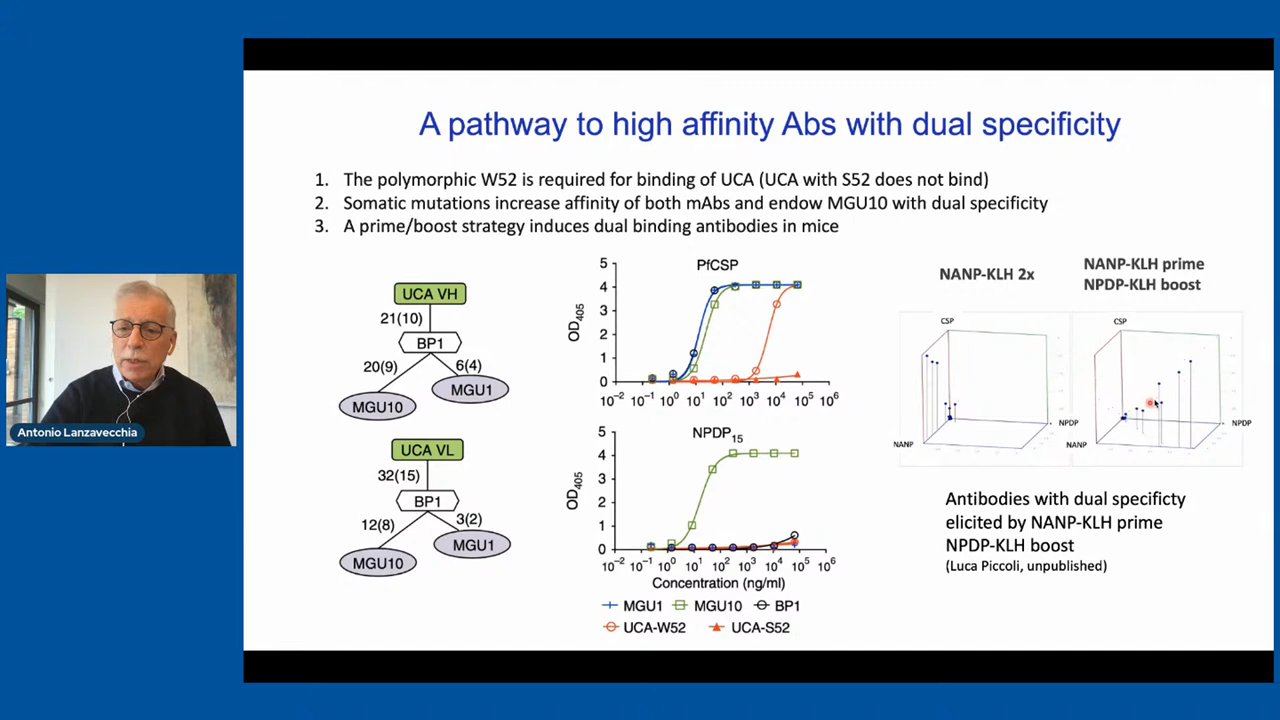 A pathway to high affinity Abs with dual specificity
1. The polymorphic W52 is required for binding of UCA (UCA with S52 does not bind)
2. Somatic mutations increase affinity of both mAbs and endow MGU10 with dual specificity
3. A prime/boost strategy induces dual binding antibodies in mice
UCA VH
21(10)
BP1
20(9)
6(4)
MGU10
MGU1
UCA VL
32(15)
BP1
12(8)
3(2)
MGU10
MGU1
PfCSP
OD405
5
4
3
2
1
0
10-2 10-1 100 101 102 103 104 105 106
NPDP15
OD405
5
4
3
2
1
0
10-2 10-1 100 101 102 103 104 105 106
Concentration (ng/ml)
MGU1 MGU10 BP1
UCA-W52 UCA-S52
NANP-KLH 2x
NANP-KLH prime
NPDP-KLH boost
CSP
NPDP
NANP
CSP
NPDP
NANP
Antibodies with dual specificty
elicited by NANP-KLH prime
NPDP-KLH boost
(Luca Piccoli, unpublished)
Antonio Lanzavecchia